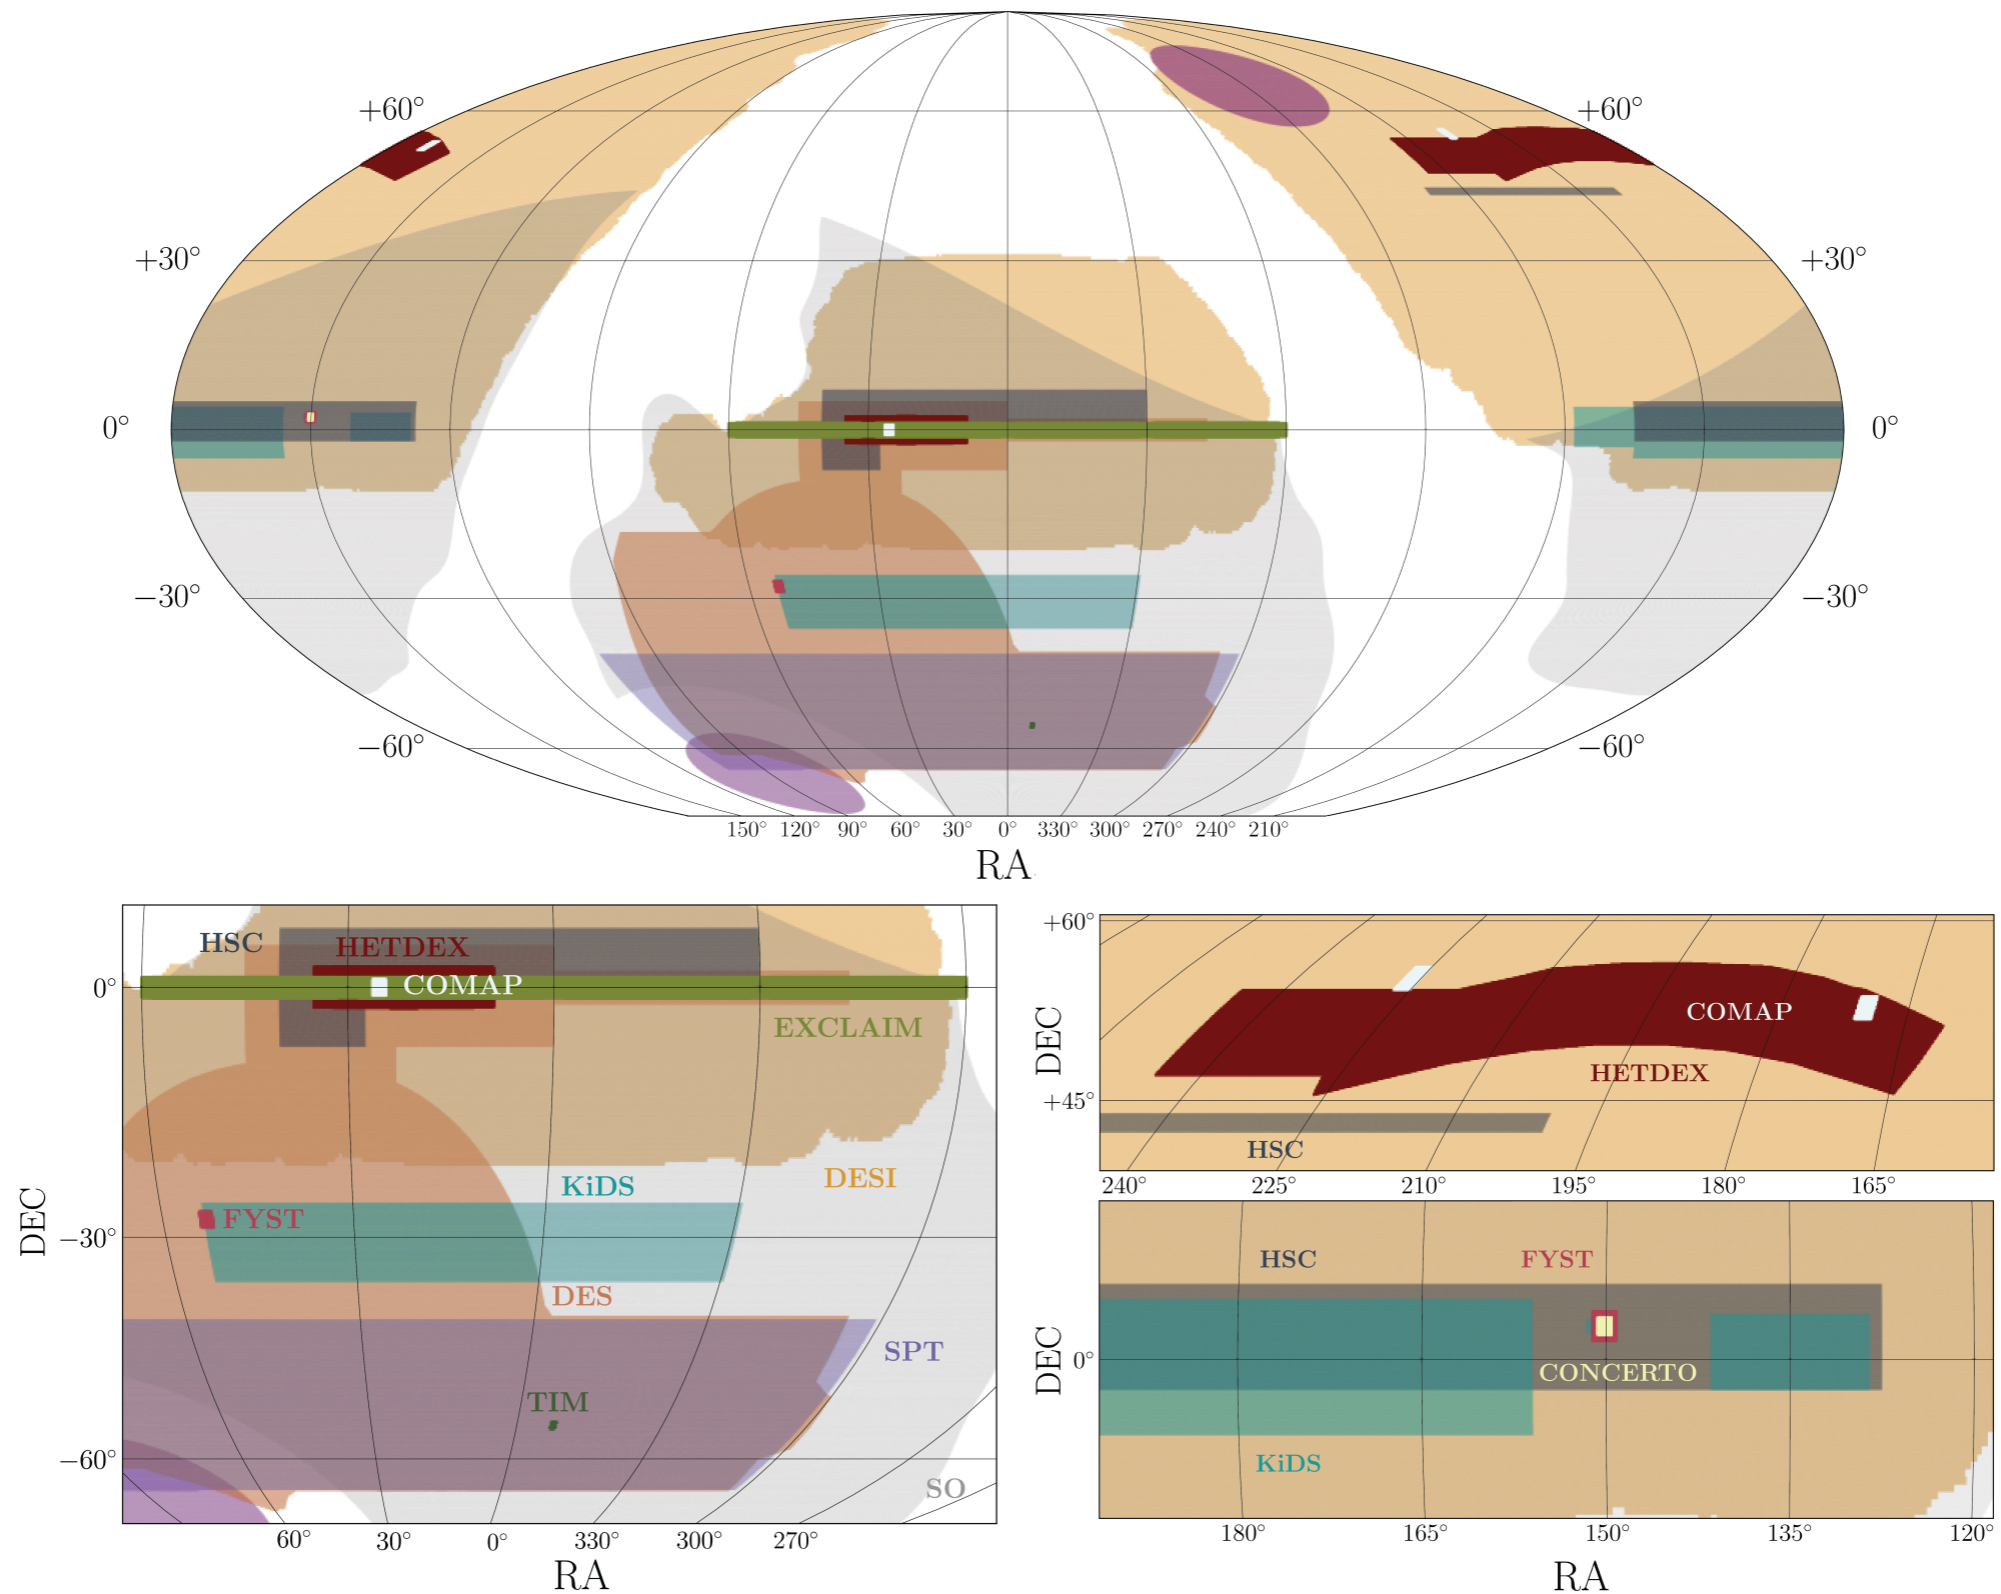 +60° +60°
+30° +30°
0° 0°
−30° −30°
−60° −60°
150° 120° 90° 60° 30° 0° 330° 300° 270° 240° 210°
RA
HSC HETDEX
COMAP
0°
EXCLAIM
KiDS
DESI
FYST
−30°
DES
SPT
TIM
−60°
SO
DEC
60° 30° 0° 330° 300° 270°
RA
+60°
COMAP
HETDEX
+45°
HSC
DEC
240° 225° 210° 195° 180° 165°
HSC FYST
0°
CONCERTO
KiDS
DEC
180° 165° 150° 135° 120°
RA